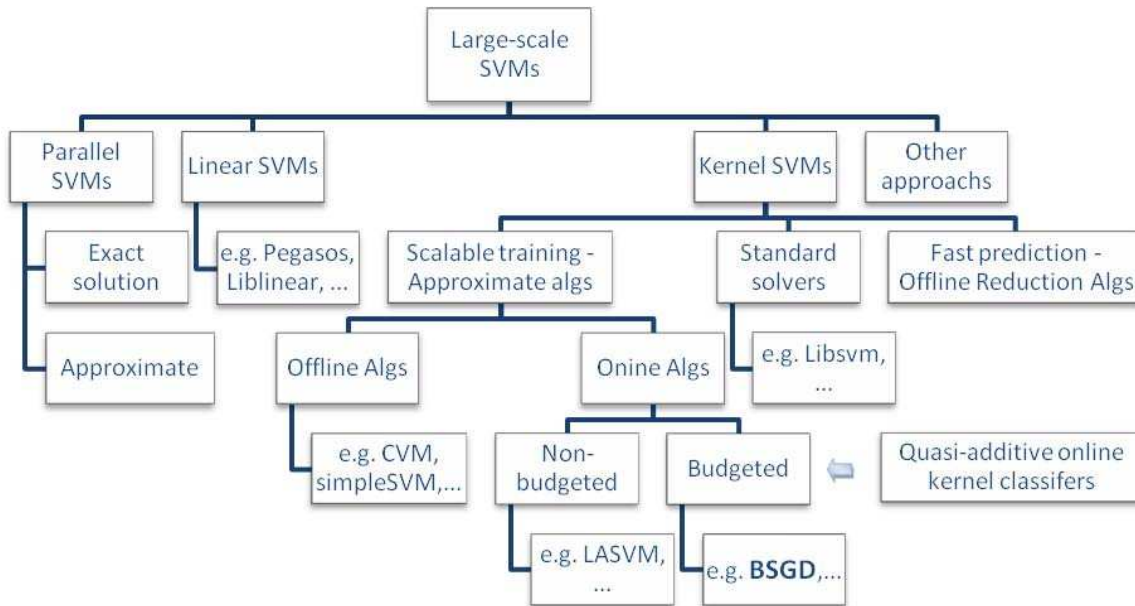 Large-scale
SVMs
Parallel
SVMs
Linear SVMs
Kernel SVMs
Other
approachs
Exact
solution
e.g. Pegasos,
Liblinear, ...
Scalable training -
Approximate algs
Standard
solvers
Fast prediction -
Offline Reduction Algs
Approximate
Offline Algs
Onine Algs
e.g. Libsvm,
...
e.g. CVM,
simpleSVM,...
Non-
budgeted
Budgeted
Quasi-additive online
kernel classifers
e.g. LASVM,
...
e.g. BSGD,...